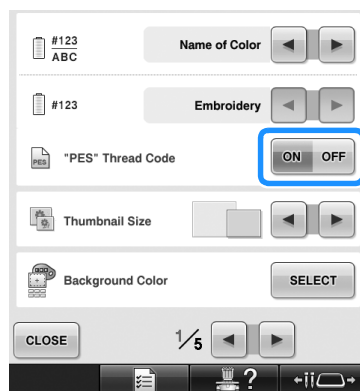 #123
ABC
Name of Color
#123
Embroidery
PES
"PES" Thread Code
ON OFF
Thumbnail Size
Background Color
SELECT
CLOSE
1/5
?